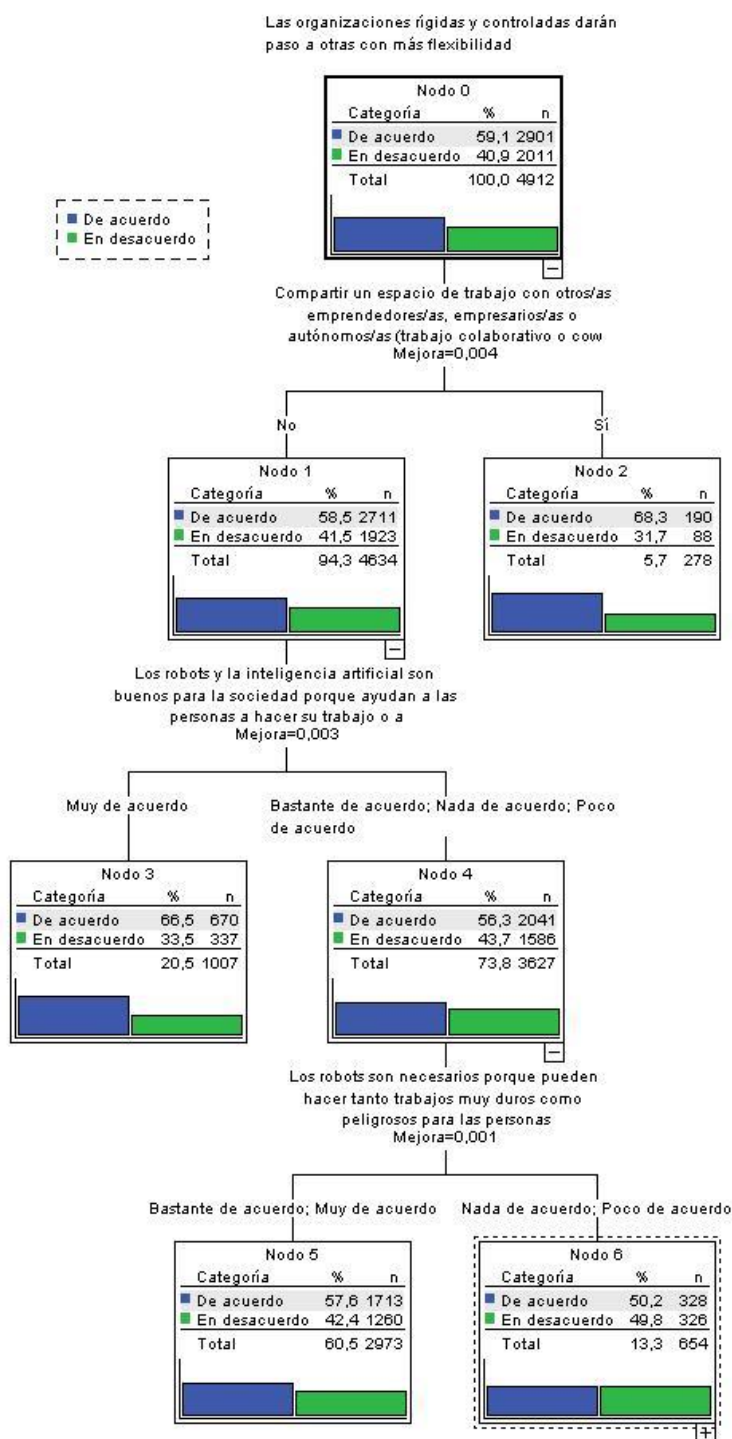 Las organizaciones rígidas y controladas darán
paso a otras con más flexibilidad
Nodo 0
Categoría % n
De acuerdo 59,1 2901
En desacuerdo 40,9 2011
Total 100,0 4912
De acuerdo
En desacuerdo
Compartir un espacio de trabajo con otros/as
emprendedores/as, empresarios/as o
autónomos/as (trabajo colaborativo o cow
Mejora=0,004
No
Sí
Nodo 1
Categoría % n
De acuerdo 58,5 2711
En desacuerdo 41,5 1923
Total 94,3 4634
Nodo 2
Categoría % n
De acuerdo 68,3 190
En desacuerdo 31,7 88
Total 5,7 278
Los robots y la inteligencia artificial son
buenos para la sociedad porque ayudan a las
personas a hacer su trabajo o a
Mejora=0,003
Muy de acuerdo
Bastante de acuerdo; Nada de acuerdo; Poco
de acuerdo
Nodo 3
Categoría % n
De acuerdo 66,5 670
En desacuerdo 33,5 337
Total 20,5 1007
Nodo 4
Categoría % n
De acuerdo 56,3 2041
En desacuerdo 43,7 1586
Total 73,8 3627
Los robots son necesarios porque pueden
hacer tanto trabajos muy duros como
peligrosos para las personas
Mejora=0,001
Bastante de acuerdo; Muy de acuerdo
Nada de acuerdo; Poco de acuerdo
Nodo 5
Categoría % n
De acuerdo 57,6 1713
En desacuerdo 42,4 1260
Total 60,5 2973
Nodo 6
Categoría % n
De acuerdo 50,2 328
En desacuerdo 49,8 326
Total 13,3 654